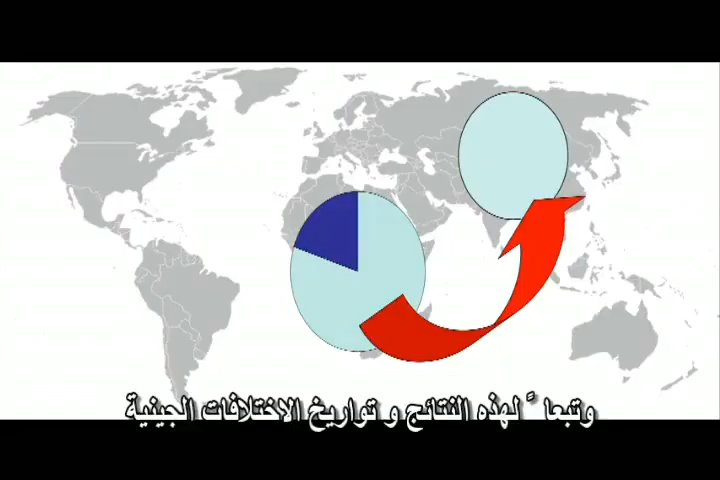 وتبعا ً لهذه النتائج و تواريخ الاختلافات الجينية